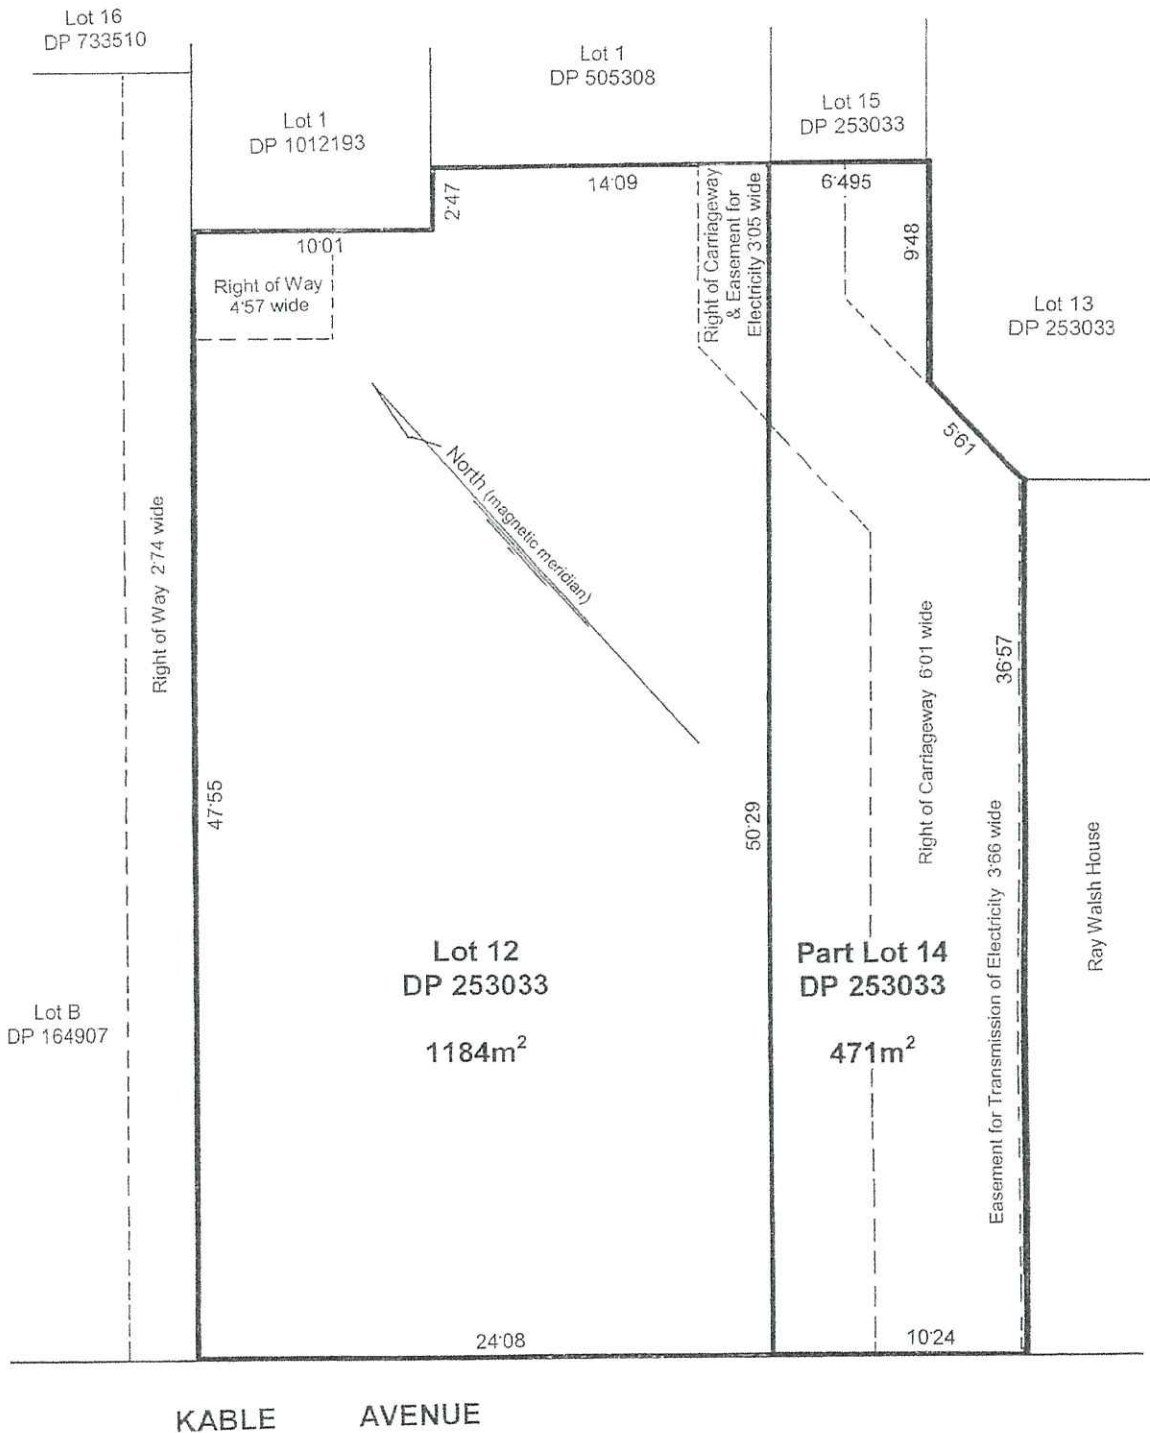 Lot 16
DP 733510
Lot 1
DP 1012193
Lot 1
DP 505308
Lot 15
DP 253033
14·09
6·495
2·47
10·01
Right of Way
4·57 wide
Right of Carriageway
& Easement for
Electricity 3·05 wide
9·48
Lot 13
DP 253033
5·61
North (magnetic meridian)
Right of Way 2·74 wide
47·55
50·29
Right of Carriageway 6·01 wide
36·57
Easement for Transmission of Electricity 3·66 wide
Ray Walsh House
Lot 12
DP 253033
1184m²
Part Lot 14
DP 253033
471m²
Lot B
DP 164907
24·08
10·24
KABLE AVENUE